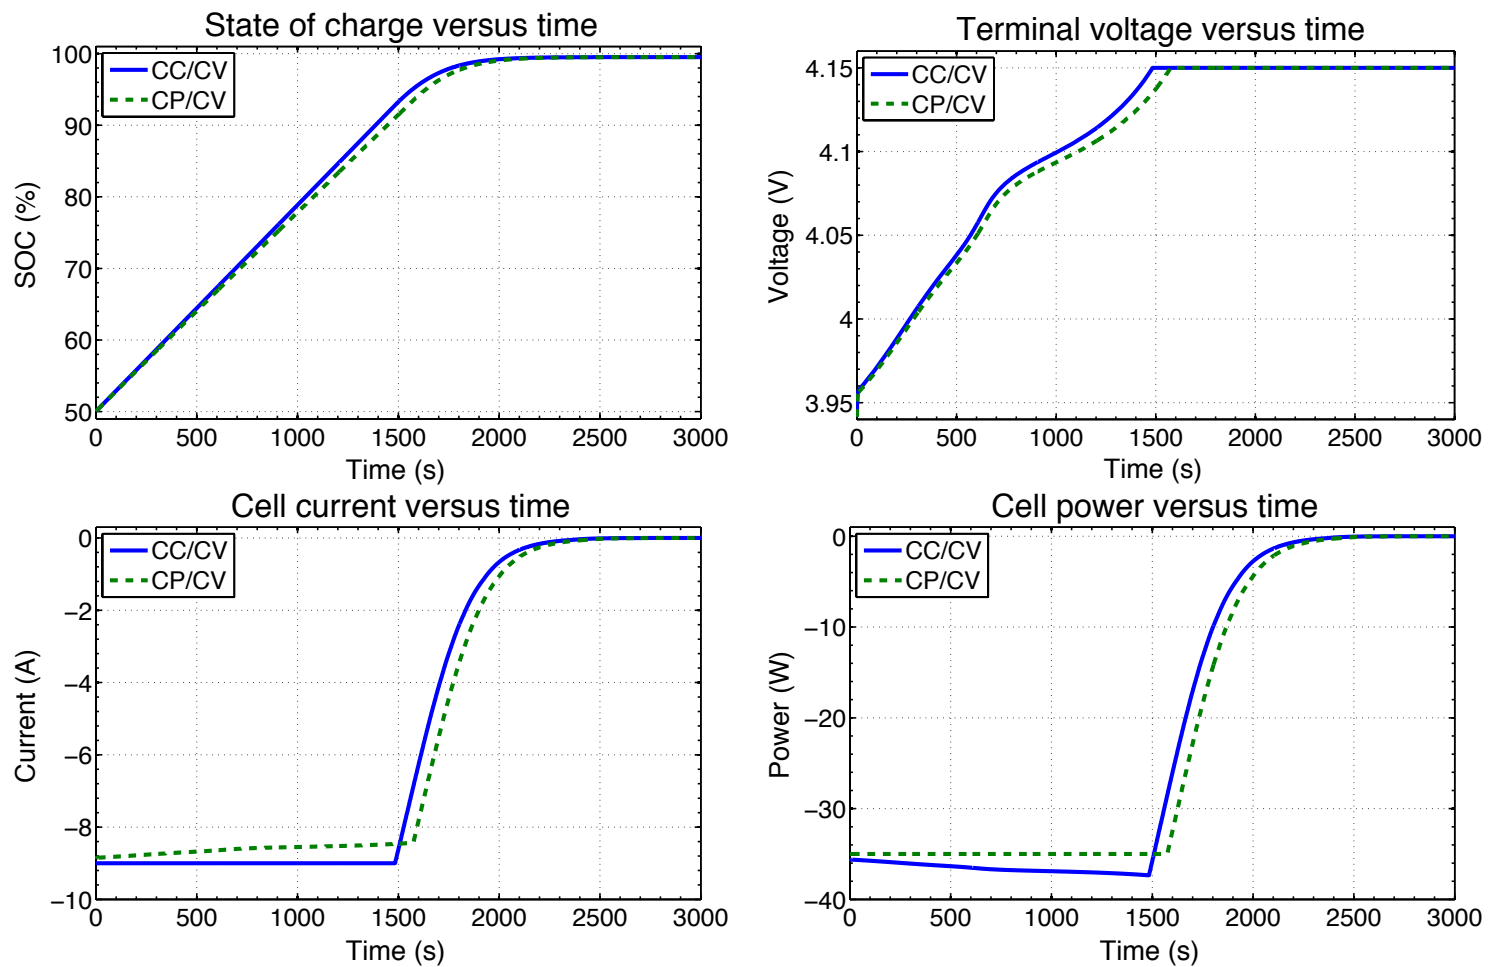 State of charge versus time
CC/CV
CP/CV
100
90
80
70
60
50
SOC (%)
0 500 1000 1500 2000 2500 3000
Time (s)
Terminal voltage versus time
CC/CV
CP/CV
4.15
4.1
4.05
4
3.95
Voltage (V)
0 500 1000 1500 2000 2500 3000
Time (s)
Cell current versus time
CC/CV
CP/CV
0
−2
−4
−6
−8
−10
Current (A)
0 500 1000 1500 2000 2500 3000
Time (s)
Cell power versus time
CC/CV
CP/CV
0
−10
−20
−30
−40
Power (W)
0 500 1000 1500 2000 2500 3000
Time (s)